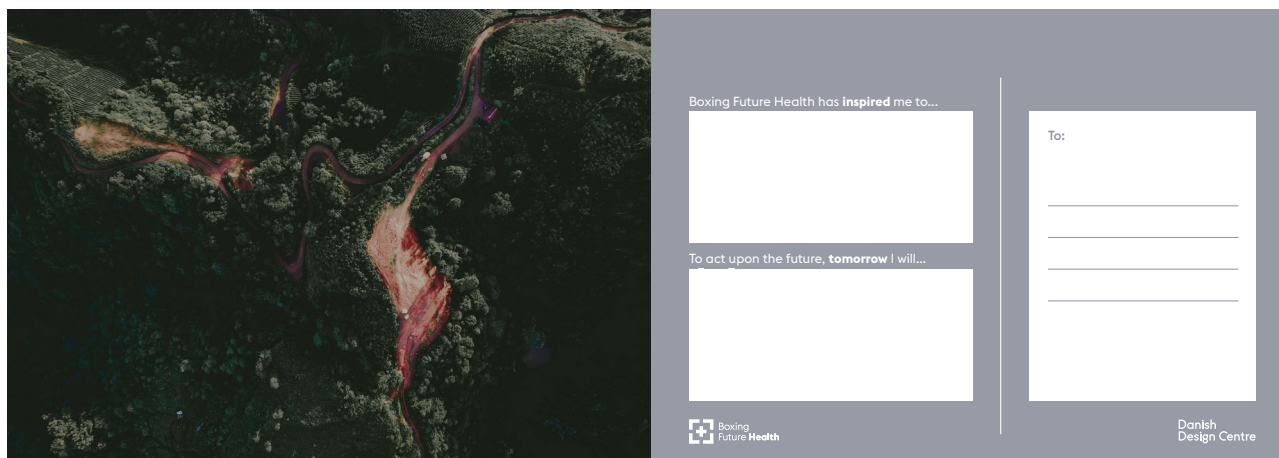 Boxing Future Health has inspired me to...
To act upon the future, tomorrow I will...
To:
Boxing
Future Health
Danish
Design Centre